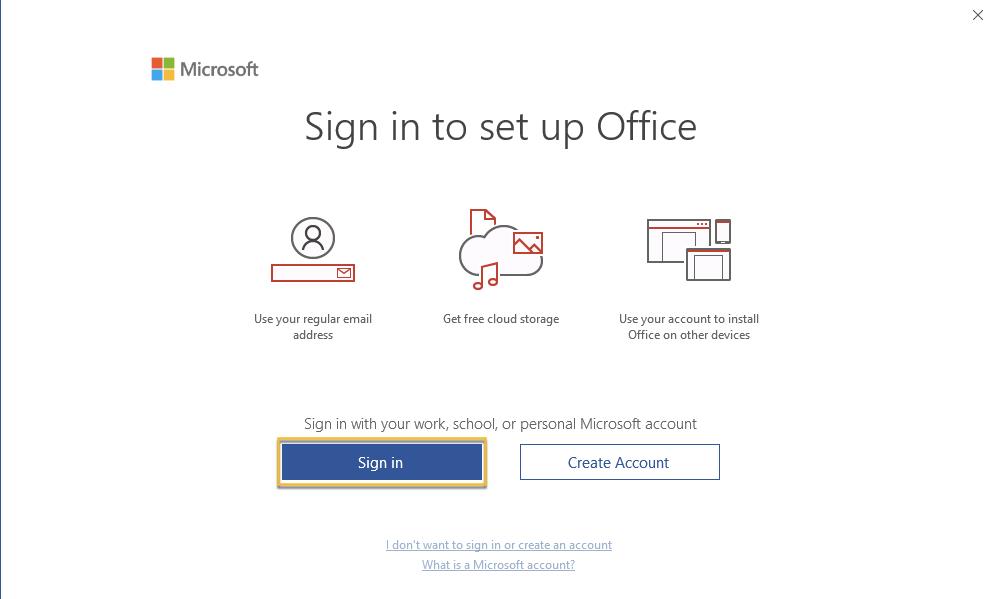 Microsoft
Sign in to set up Office
Use your regular email
address
Get free cloud storage
Use your account to install
Office on other devices
Sign in with your work, school, or personal Microsoft account
Sign in
Create Account
I don't want to sign in or create an account
What is a Microsoft account?